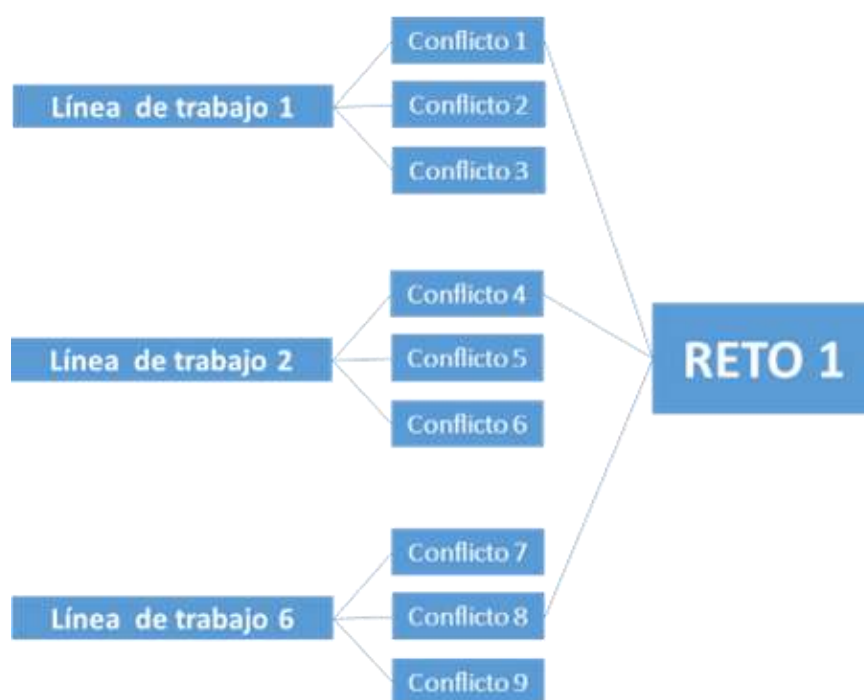 Conflicto 1
Línea de trabajo 1
Conflicto 2
Conflicto 3
Conflicto 4
Línea de trabajo 2
Conflicto 5
RETO 1
Conflicto 6
Conflicto 7
Línea de trabajo 6
Conflicto 8
Conflicto 9